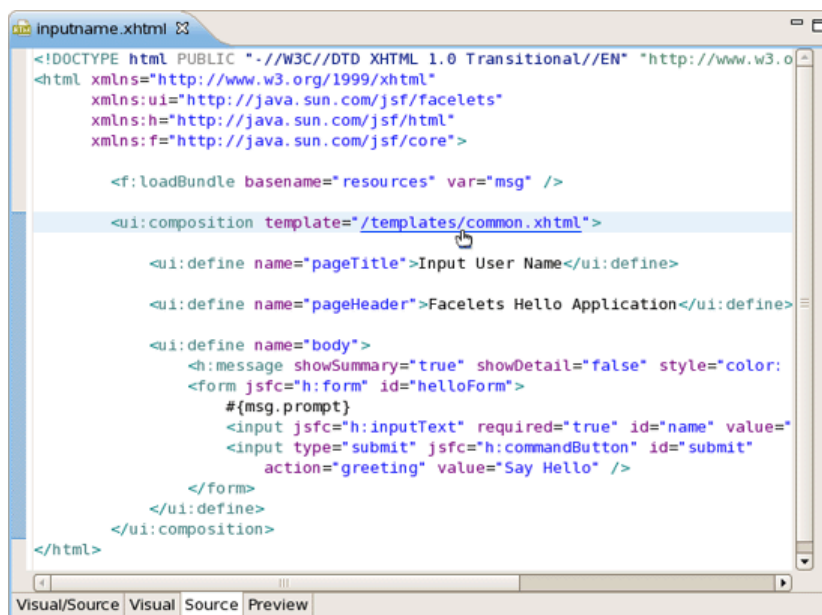 inputname.xhtml
<!DOCTYPE html PUBLIC "-//W3C//DTD XHTML 1.0 Transitional//EN" "http://www.w3.o
<html xmlns="http://www.w3.org/1999/xhtml"
xmlns:ui="http://java.sun.com/jsf/facelets"
xmlns:h="http://java.sun.com/jsf/html"
xmlns:f="http://java.sun.com/jsf/core">
<f:loadBundle basename="resources" var="msg" />
<ui:composition template="/templates/common.xhtml">
<ui:define name="pageTitle">Input User Name</ui:define>
<ui:define name="pageHeader">Facelets Hello Application</ui:define>
<ui:define name="body">
<h:message showSummary="true" showDetail="false" style="color:
<form jsfc="h:form" id="helloForm">
#{msg.prompt}
<input jsfc="h:inputText" required="true" id="name" value="
<input type="submit" jsfc="h:commandButton" id="submit"
action="greeting" value="Say Hello" />
</form>
</ui:define>
</ui:composition>
</html>
Visual/Source Visual Source Preview